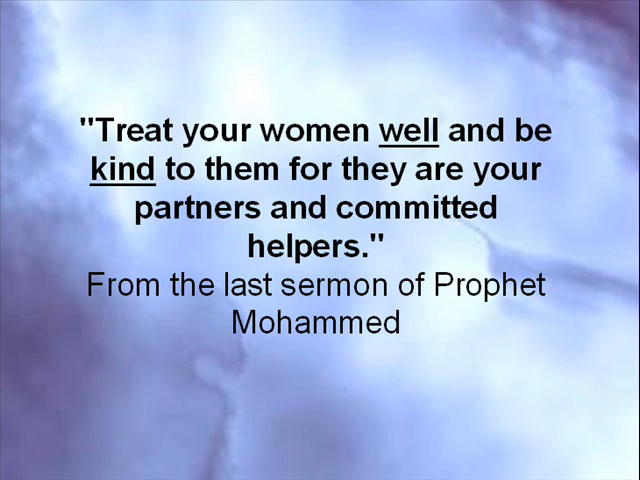 "Treat your women well and be
kind to them for they are your
partners and committed
helpers."
From the last sermon of Prophet
Mohammed